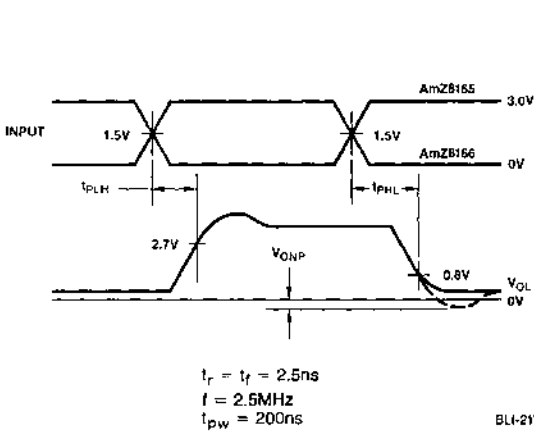 AmZ8165
3.0V
INPUT
1.5V
1.5V
AmZ8166
0V
tPLH
tPHL
2.7V
VONP
0.8V
VOL
0V
tr = tf = 2.5ns
f = 2.5MHz
tpw = 200ns
BLI-217